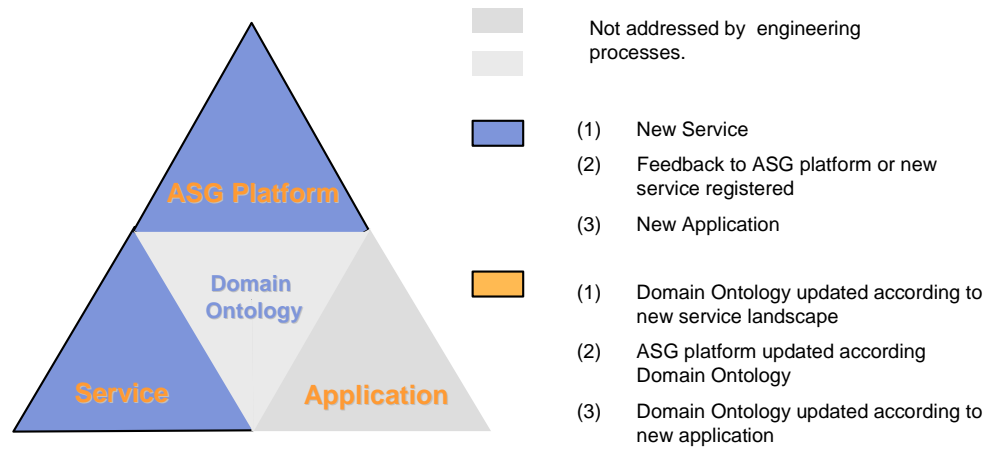 ASG Platform
Domain
Ontology
Service
Application
Not addressed by engineering
processes.
(1) New Service
(2) Feedback to ASG platform or new
service registered
(3) New Application
(1) Domain Ontology updated according to
new service landscape
(2) ASG platform updated according
Domain Ontology
(3) Domain Ontology updated according to
new application